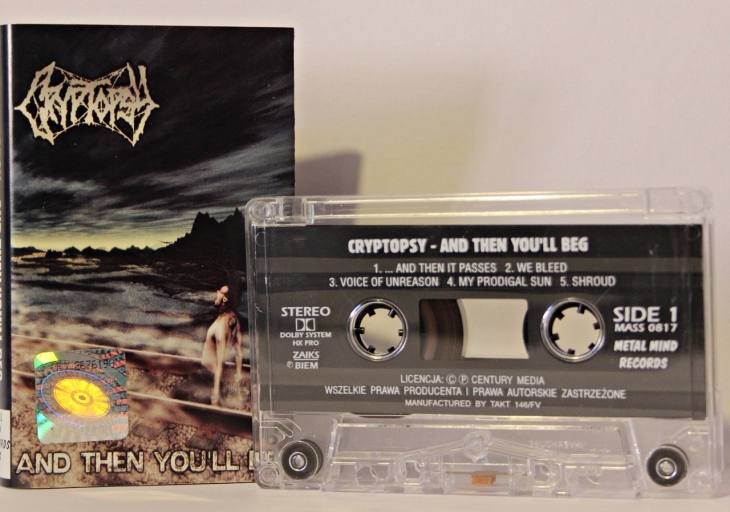 CRYPTOPSY
AND THEN YOU'LL
CRYPTOPSY - AND THEN YOU'LL BEG
1. ... AND THEN IT PASSES 2. WE BLEED
3. VOICE OF UNREASON 4. MY PRODIGAL SUN 5. SHROUD
STEREO
DOLBY SYSTEM
HX PRO
ZAIKS
℗ BIEM
SIDE 1
MASS 0817
METAL MIND
RECORDS
LICENCJA: © ℗ CENTURY MEDIA
WSZELKIE PRAWA PRODUCENTA I PRAWA AUTORSKIE ZASTRZEŻONE
MANUFACTURED BY TAKT 146/FV